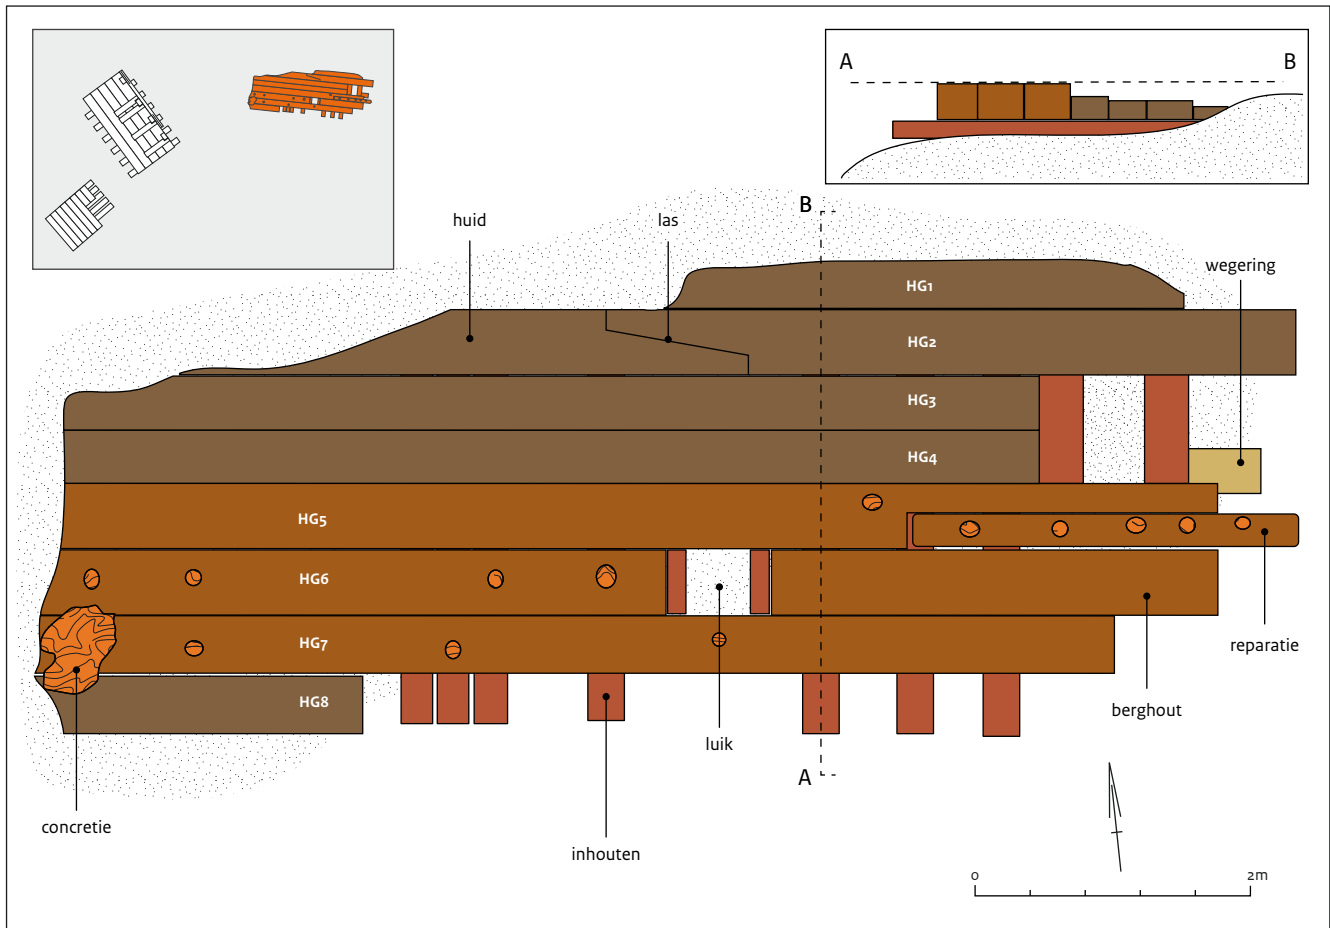 A
B
huid
las
B
wegering
HG1
HG2
HG3
HG4
HG5
HG6
HG7
HG8
reparatie
berghout
luik
A
concretie
inhouten
0
2m